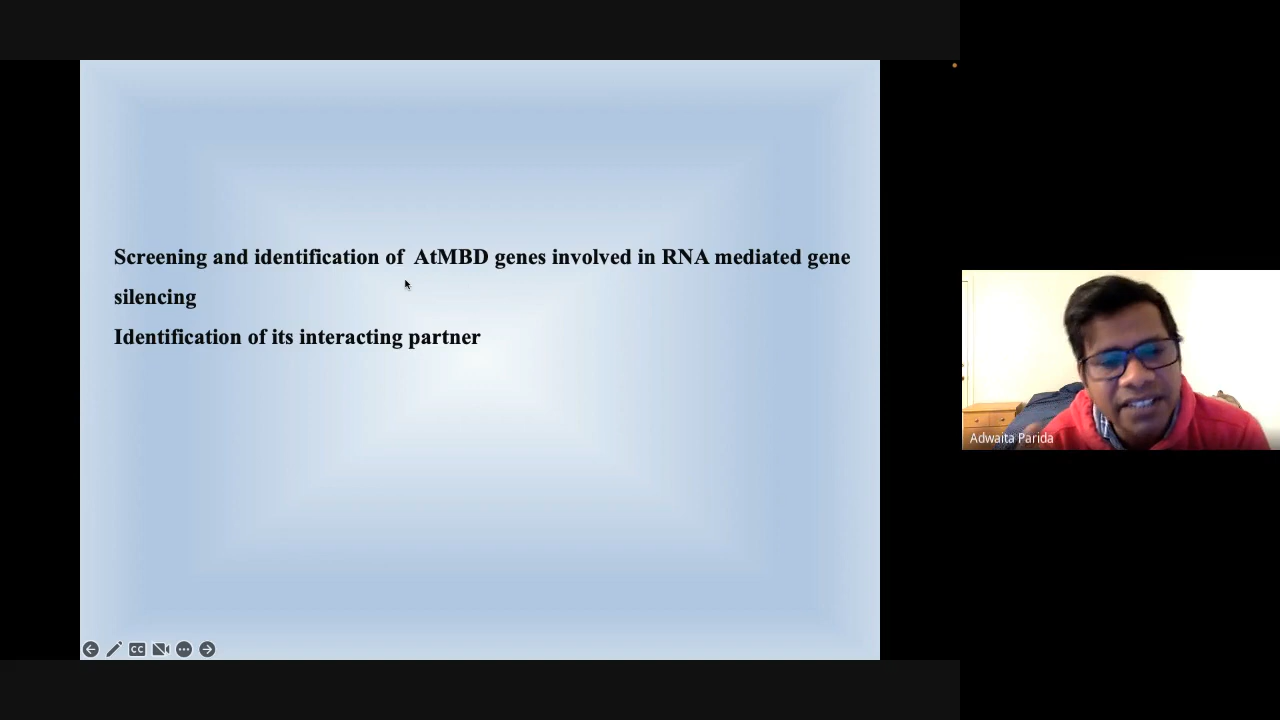 Screening and identification of AtMBD genes involved in RNA mediated gene
silencing
Identification of its interacting partner
Adwaita Parida
CC